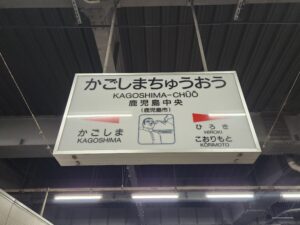 かごしまちゅうおう
KAGOSHIMA-CHŪŌ
鹿児島中央
(鹿児島市)
かごしま
KAGOSHIMA
ひろき
HIROKI
こおりもと
KŌRIMOTO